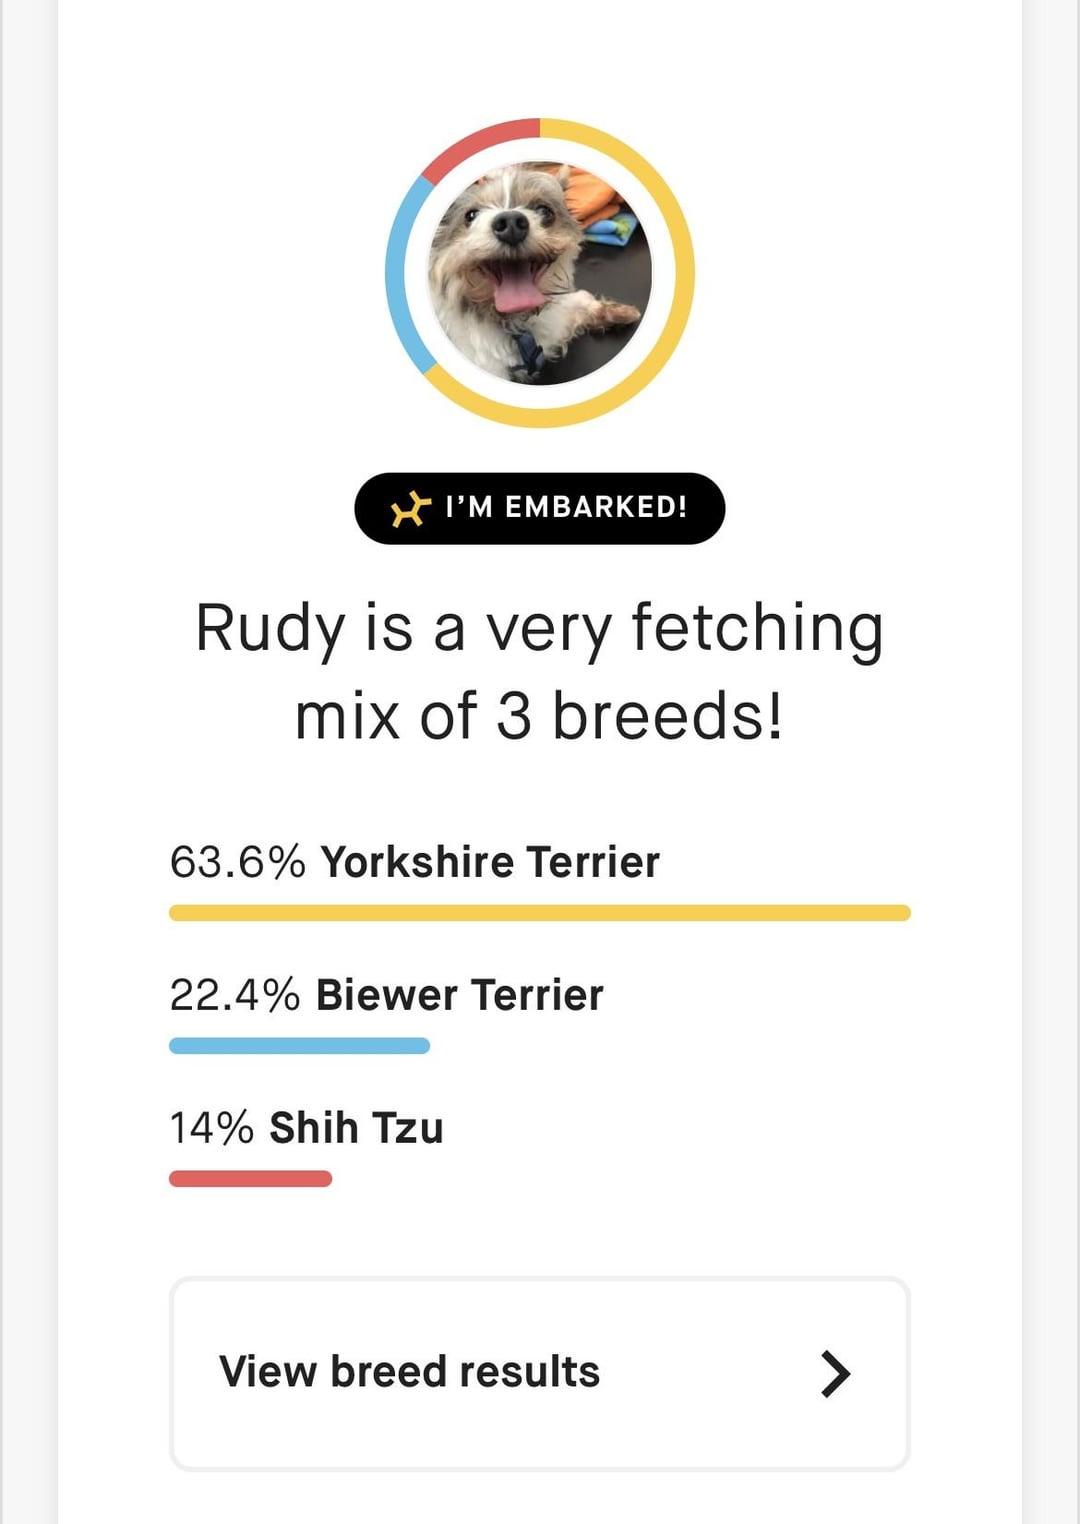 I’M EMBARKED!
Rudy is a very fetching
mix of 3 breeds!
63.6% Yorkshire Terrier
22.4% Biewer Terrier
14% Shih Tzu
View breed results